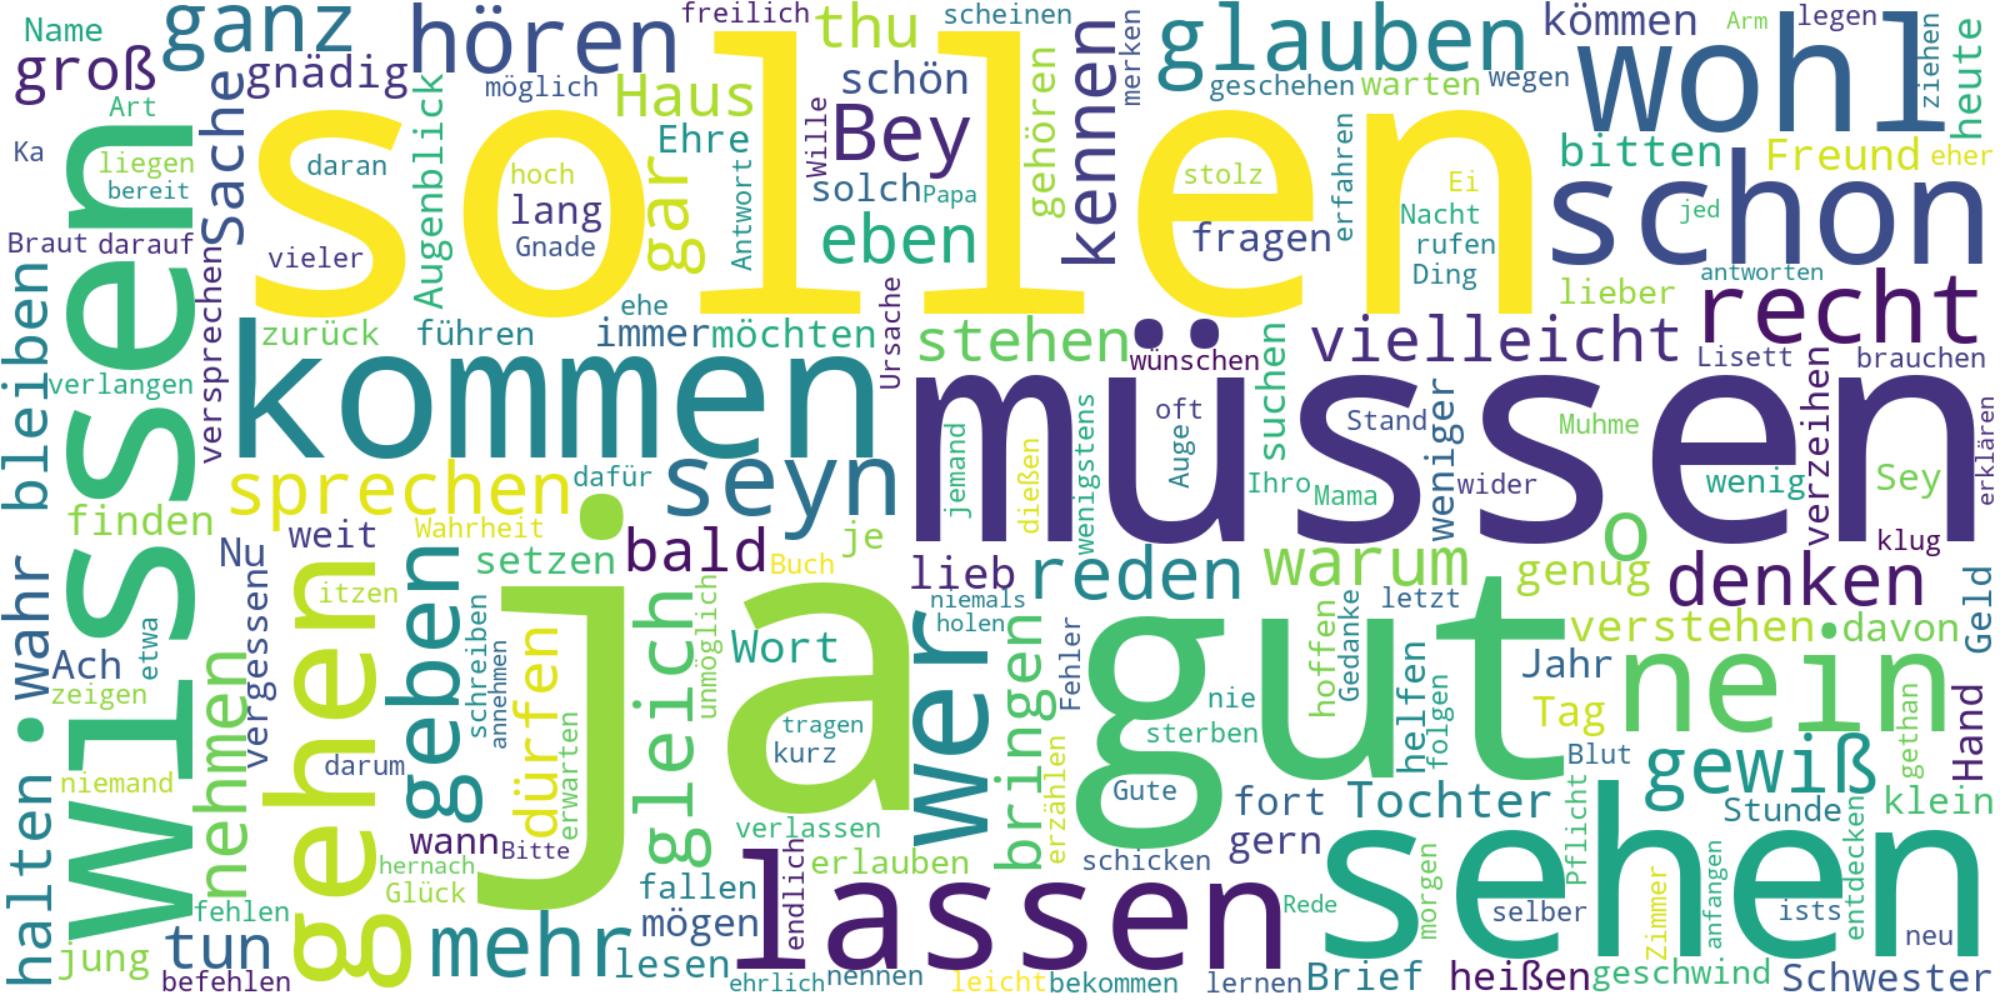 Name
ganz
hören
freilich
thu
scheinen
kennen
merken
glauben
kömmen
Arm
legen
wohl
ziehen
heute
groß
Sache
gnädig
möglich
Haus
schön
gehören
geschehen
warten
wegen
Art
Augenblick
sollen
Ehre
Wille
Bey
erfahren
bitten
Freund
eher
Ka
wissen
liegen
bereit
daran
hoch
lang
Gnade
gar
Antwort
solch
Papa
stolz
Ei
Nacht
rufen
Ding
fragen
schon
jed
Braut
darauf
vieler
eben
versprechen
bleiben
ehe
Ursache
antworten
lieber
recht
zurück
führen
immer
möchten
stehen
wünschen
suchen
vielleicht
Lisett
brauchen
verlangen
kommen
müssen
weniger
verzeihen
erklären
oft
Auge
Stand
Muhme
jemand
dießen
wenigstens
sprechen
dafür
seyn
Ihro
Mama
wider
wenig
Sey
finden
weit
Wahrheit
je
o
klug
wahr
Nu
setzen
bald
Buch
lieb
reden
warum
genug
denken
Geld
vergessen
gehen
itzen
geben
schreiben
annehmen
dürfen
erwarten
ja
gleich
unmöglich
Wort
niemals
holen
wer
bringen
Fehler
gut
hoffen
Gedanke
letzt
verstehen
davon
Ach
etwa
zeigen
nehmen
tragen
kurz
nie
sterben
helfen
folgen
Jahr
Tag
nein
gethan
Hand
darum
niemand
halten
erzählen
Gute
Blut
gewiß
Pflicht
fort
Tochter
Stunde
klein
wann
Bitte
verlassen
hernach
Glück
endlich
erlauben
schicken
gern
sehen
morgen
entdecken
fehlen
fallen
mögen
lassen
Rede
selber
Zimmer
anfangen
ists
neu
jung
tun
befehlen
mehr
lesen
ehrlich
nennen
leicht
bekommen
lernen
Brief
heißen
geschwind
Schwester